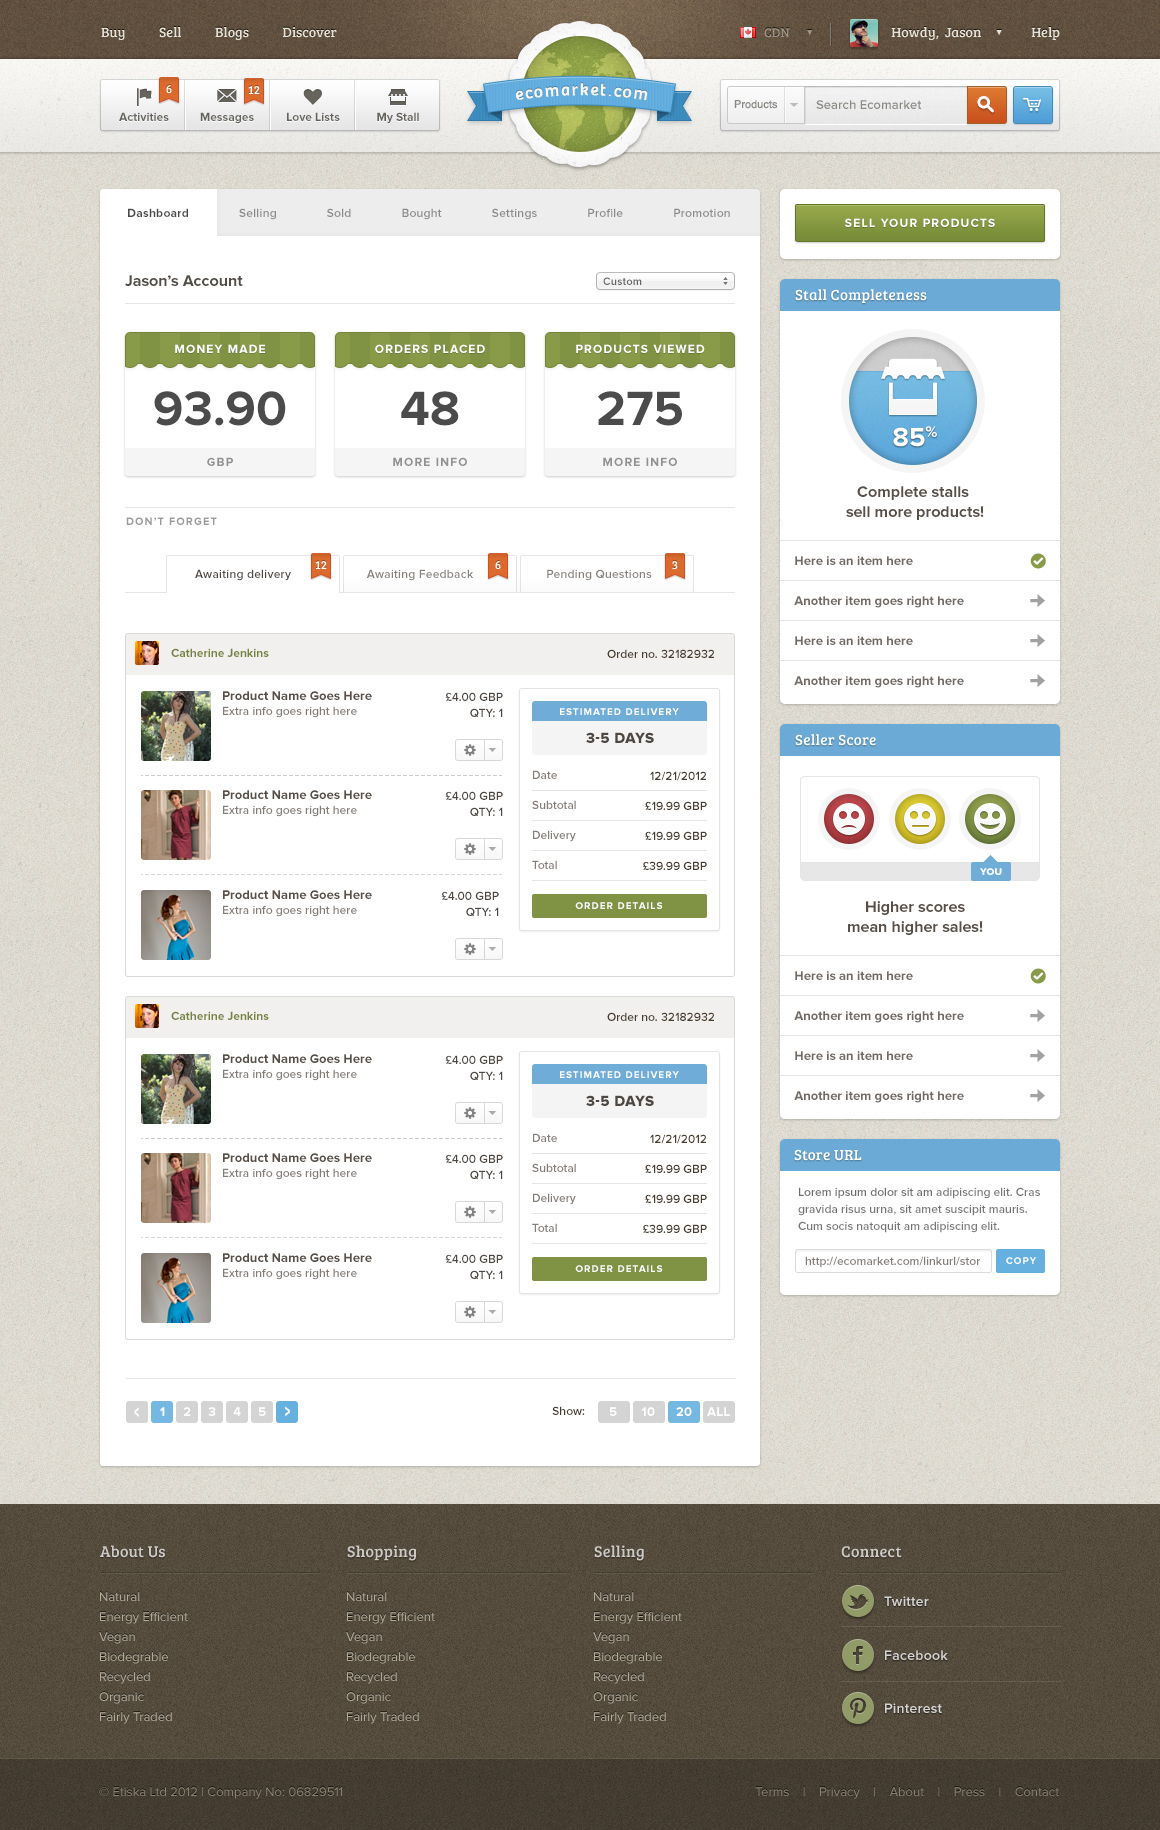 Buy Sell Blogs Discover
CDN
Howdy, Jason
Help
6
Activities
12
Messages
Love Lists
My Stall
ecomarket.com
Products
Search Ecomarket
Dashboard Selling Sold Bought Settings Profile Promotion
Jason's Account
Custom
MONEY MADE
93.90
GBP
ORDERS PLACED
48
MORE INFO
PRODUCTS VIEWED
275
MORE INFO
DON'T FORGET
Awaiting delivery 12
Awaiting Feedback 6
Pending Questions 3
Catherine Jenkins
Order no. 32182932
Product Name Goes Here
Extra info goes right here
£4.00 GBP
QTY: 1
Product Name Goes Here
Extra info goes right here
£4.00 GBP
QTY: 1
Product Name Goes Here
Extra info goes right here
£4.00 GBP
QTY: 1
ESTIMATED DELIVERY
3-5 DAYS
Date 12/21/2012
Subtotal £19.99 GBP
Delivery £19.99 GBP
Total £39.99 GBP
ORDER DETAILS
Catherine Jenkins
Order no. 32182932
Product Name Goes Here
Extra info goes right here
£4.00 GBP
QTY: 1
Product Name Goes Here
Extra info goes right here
£4.00 GBP
QTY: 1
Product Name Goes Here
Extra info goes right here
£4.00 GBP
QTY: 1
ESTIMATED DELIVERY
3-5 DAYS
Date 12/21/2012
Subtotal £19.99 GBP
Delivery £19.99 GBP
Total £39.99 GBP
ORDER DETAILS
1 2 3 4 5
Show: 5 10 20 ALL
SELL YOUR PRODUCTS
Stall Completeness
85%
Complete stalls
sell more products!
Here is an item here
Another item goes right here
Here is an item here
Another item goes right here
Seller Score
YOU
Higher scores
mean higher sales!
Here is an item here
Another item goes right here
Here is an item here
Another item goes right here
Store URL
Lorem ipsum dolor sit am adipiscing elit. Cras
gravida risus urna, sit amet suscipit mauris.
Cum socis natoquit am adipiscing elit.
http://ecomarket.com/linkurl/stor
COPY
About Us
Natural
Energy Efficient
Vegan
Biodegrable
Recycled
Organic
Fairly Traded
Shopping
Natural
Energy Efficient
Vegan
Biodegrable
Recycled
Organic
Fairly Traded
Selling
Natural
Energy Efficient
Vegan
Biodegrable
Recycled
Organic
Fairly Traded
Connect
Twitter
Facebook
Pinterest
© Etiska Ltd 2012 | Company No: 06829511
Terms | Privacy | About | Press | Contact